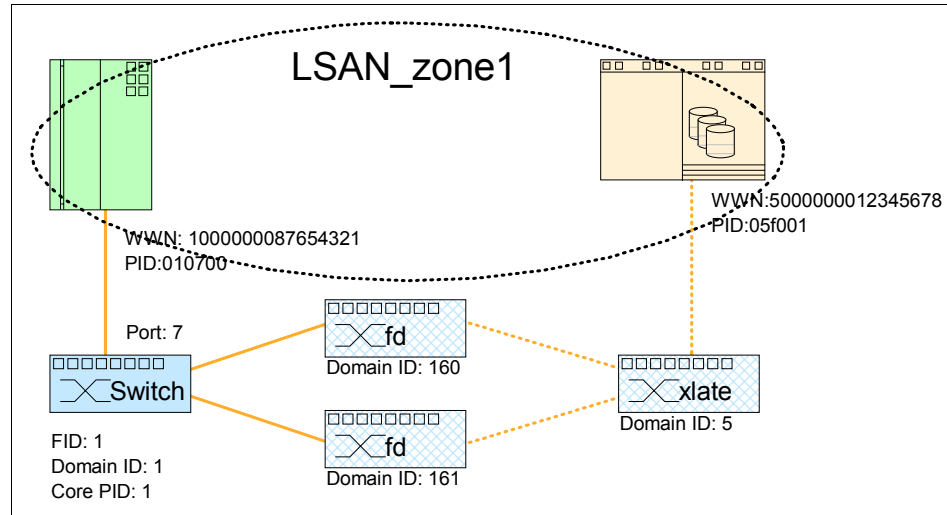 LSAN_zone1
WWN: 1000000087654321
PID:010700
WWN:5000000012345678
PID:05f001
Port: 7
Switch
FID: 1
Domain ID: 1
Core PID: 1
fd
Domain ID: 160
fd
Domain ID: 161
xlate
Domain ID: 5